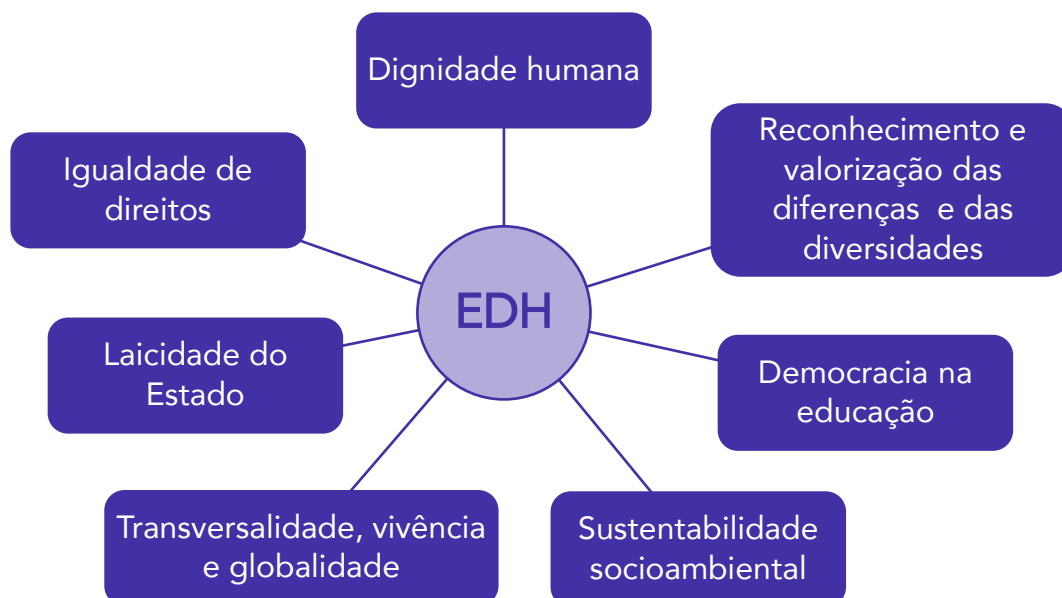 Dignidade humana
Reconhecimento e
valorização das
diferenças e das
diversidades
Igualdade de
direitos
EDH
Laicidade do
Estado
Democracia na
educação
Transversalidade, vivência
e globalidade
Sustentabilidade
socioambiental